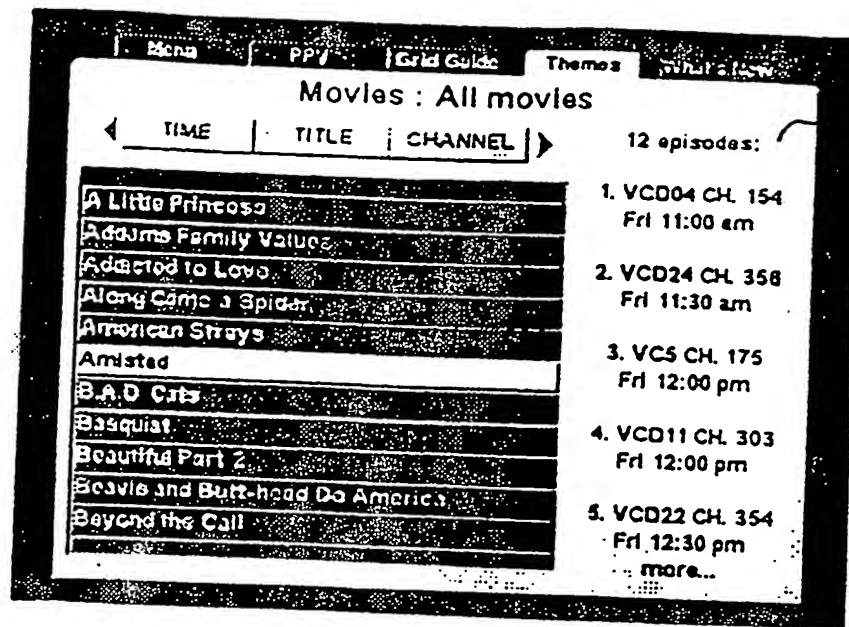 Menu PPV Grid Guide Themes What's New
Movies : All movies
TIME TITLE CHANNEL
12 episodes:
A Little Princess
Addams Family Values
Addicted to Love
Along Came a Spider
American Strays
Amistad
B.A.D. Cats
Basquiat
Beautiful Part 2
Beavis and Butt-head Do America
Beyond the Call
1. VCD04 CH. 154
Fri 11:00 am
2. VCD24 CH. 356
Fri 11:30 am
3. VC5 CH. 175
Fri 12:00 pm
4. VCD11 CH. 303
Fri 12:00 pm
5. VCD22 CH. 354
Fri 12:30 pm
more...